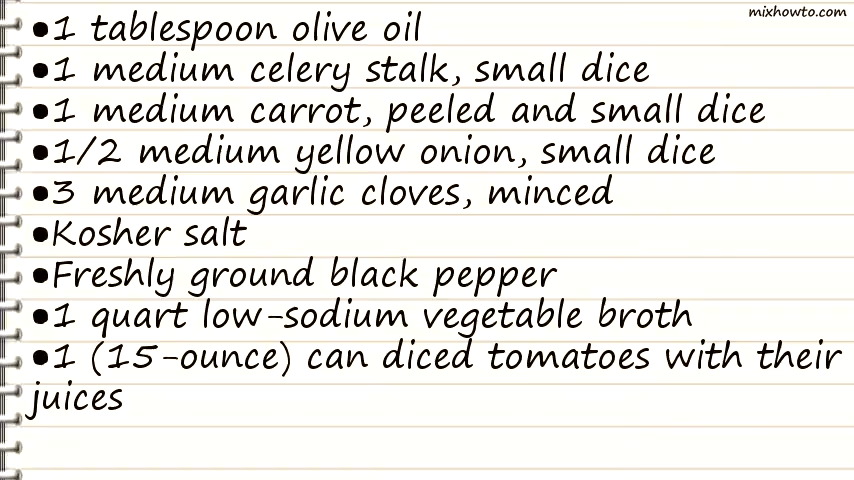 mixhowto.com
•1 tablespoon olive oil
•1 medium celery stalk, small dice
•1 medium carrot, peeled and small dice
•1/2 medium yellow onion, small dice
•3 medium garlic cloves, minced
•Kosher salt
•Freshly ground black pepper
•1 quart low-sodium vegetable broth
•1 (15-ounce) can diced tomatoes with their
juices